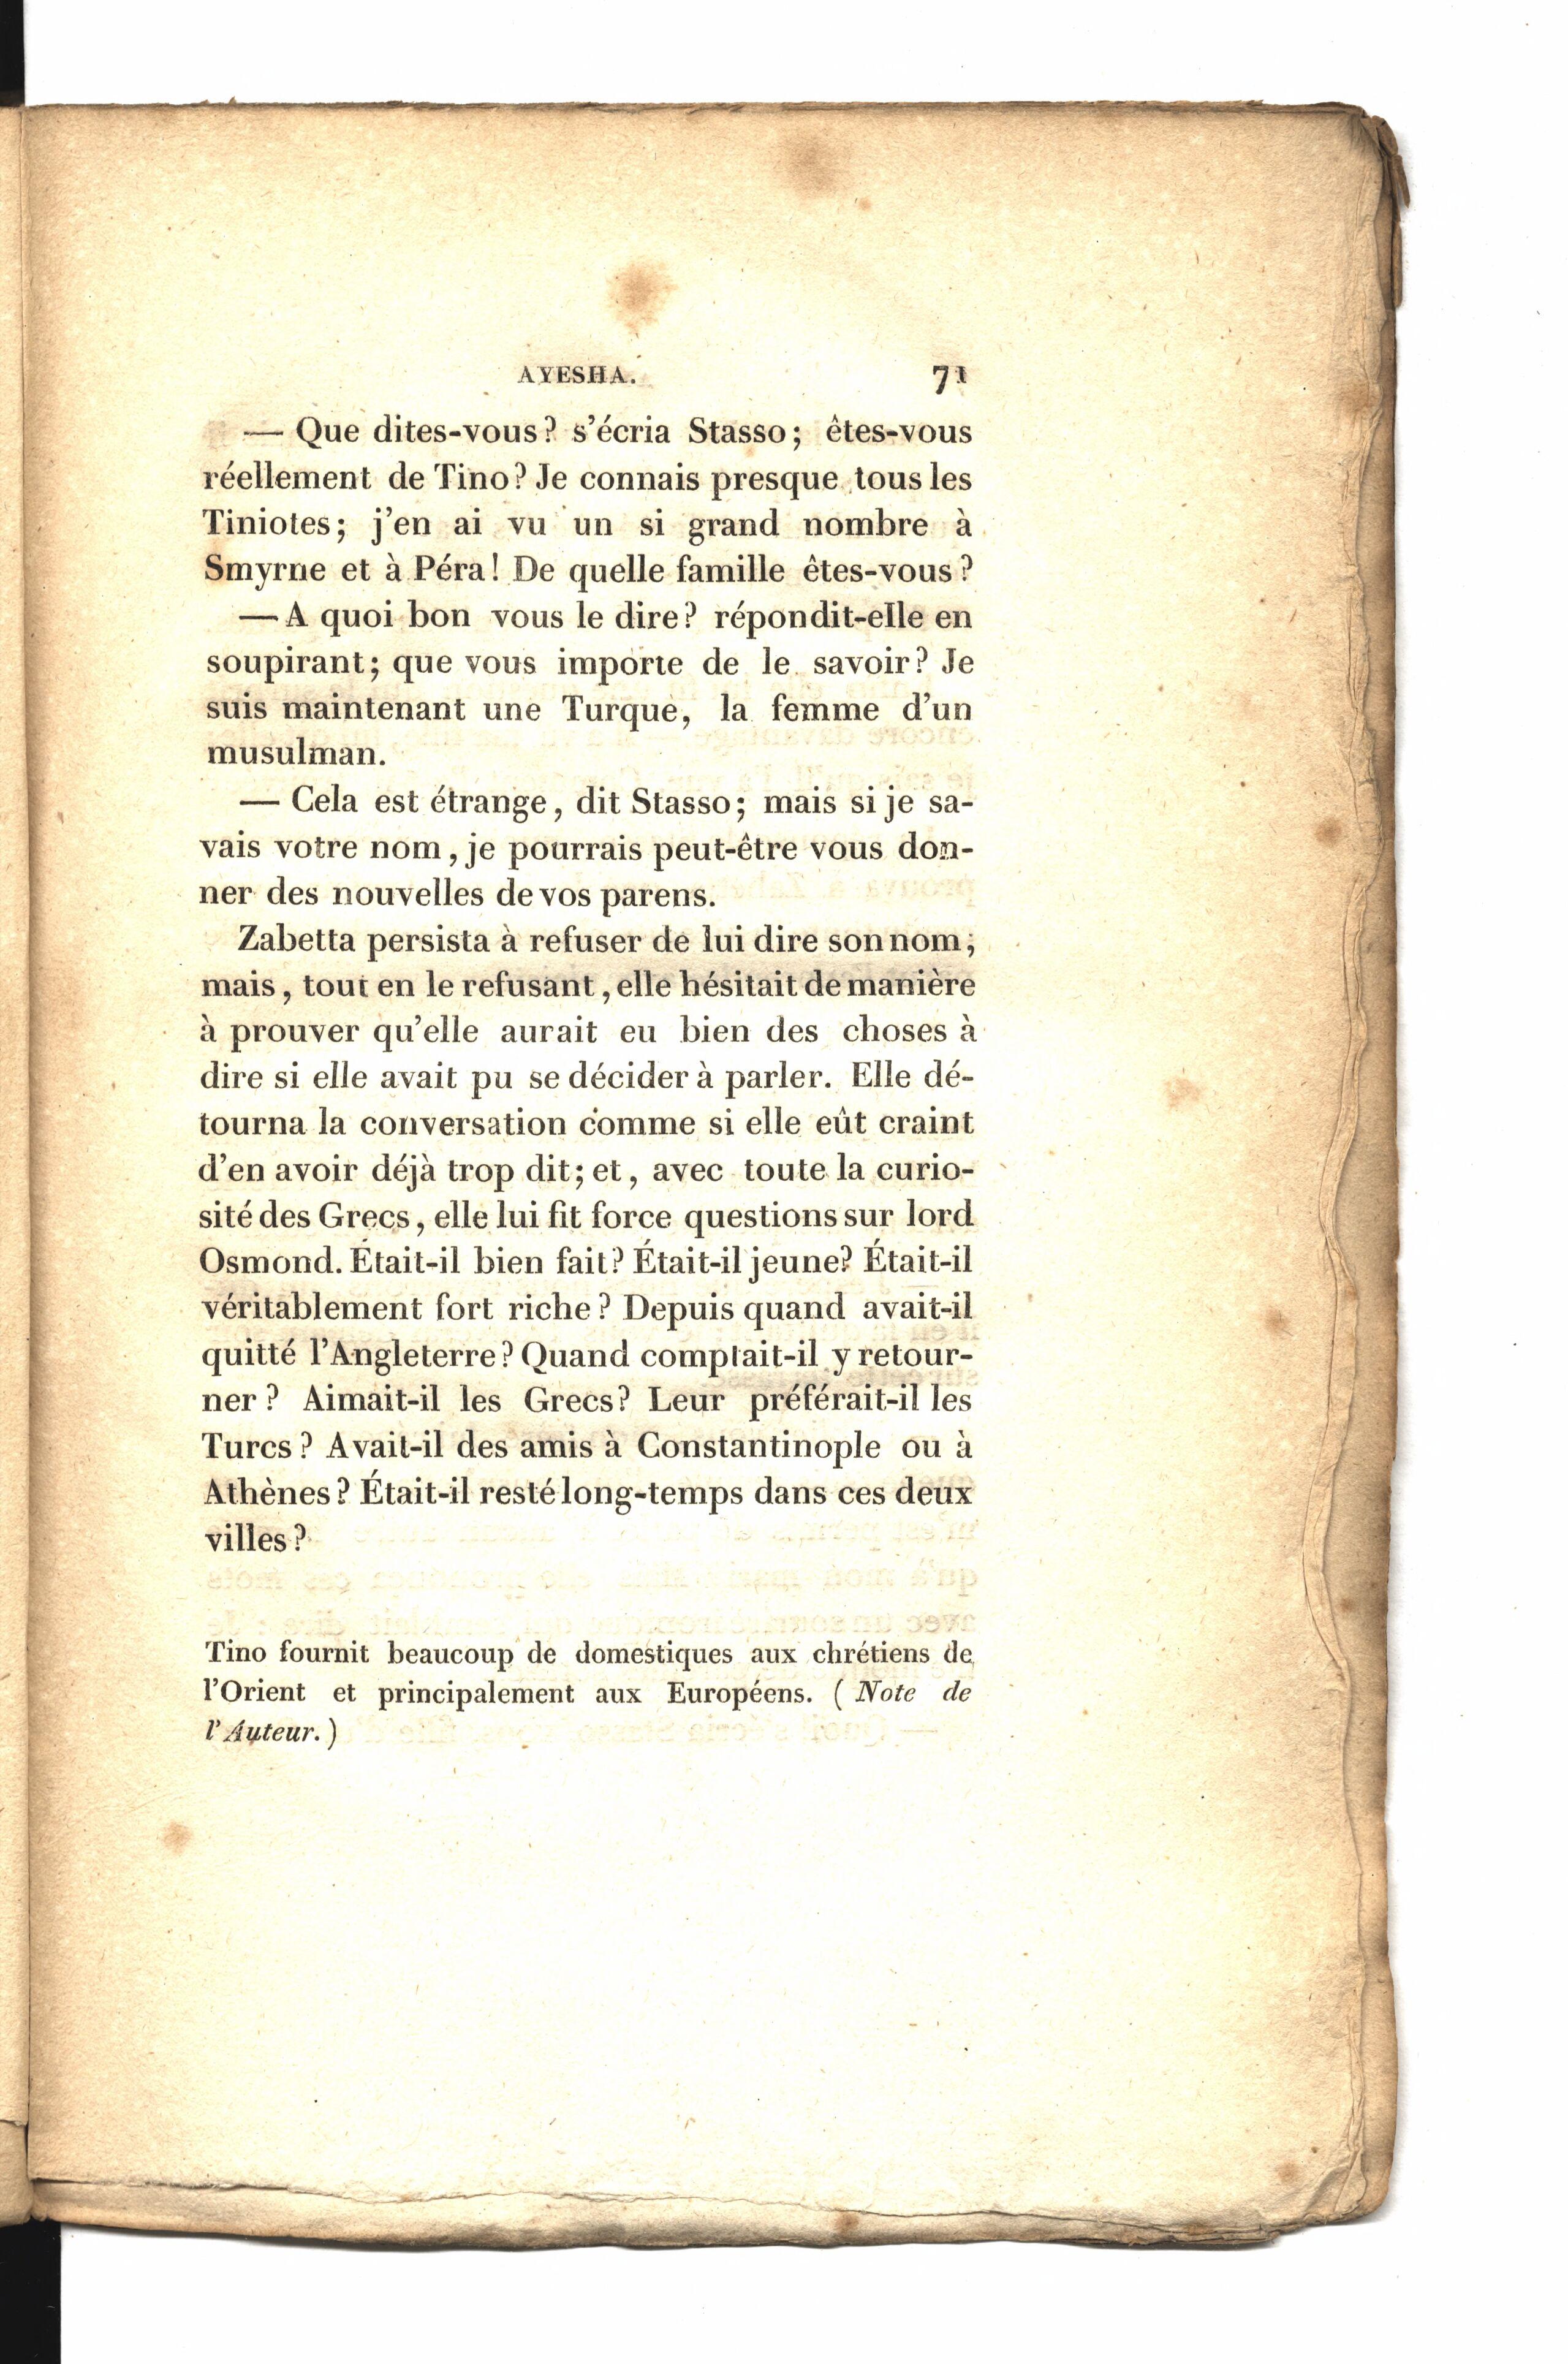 AYESHA. 71
— Que dites-vous? s'écria Stasso; êtes-vous
réellement de Tino? Je connais presque tous les
Tiniotes; j'en ai vu un si grand nombre à
Smyrne et à Péra! De quelle famille êtes-vous?
— A quoi bon vous le dire? répondit-elle en
soupirant; que vous importe de le savoir? Je
suis maintenant une Turque, la femme d'un
musulman.
— Cela est étrange, dit Stasso; mais si je sa-
vais votre nom, je pourrais peut-être vous don-
ner des nouvelles de vos parens.
Zabetta persista à refuser de lui dire son nom;
mais, tout en le refusant, elle hésitait de manière
à prouver qu'elle aurait eu bien des choses à
dire si elle avait pu se décider à parler. Elle dé-
tourna la conversation comme si elle eût craint
d'en avoir déjà trop dit; et, avec toute la curio-
sité des Grecs, elle lui fit force questions sur lord
Osmond. Était-il bien fait? Était-il jeune? Était-il
véritablement fort riche? Depuis quand avait-il
quitté l'Angleterre? Quand comptait-il y retour-
ner? Aimait-il les Grecs? Leur préférait-il les
Turcs? Avait-il des amis à Constantinople ou à
Athènes? Était-il resté long-temps dans ces deux
villes?
Tino fournit beaucoup de domestiques aux chrétiens de
l'Orient et principalement aux Européens. (Note de
l'Auteur.)